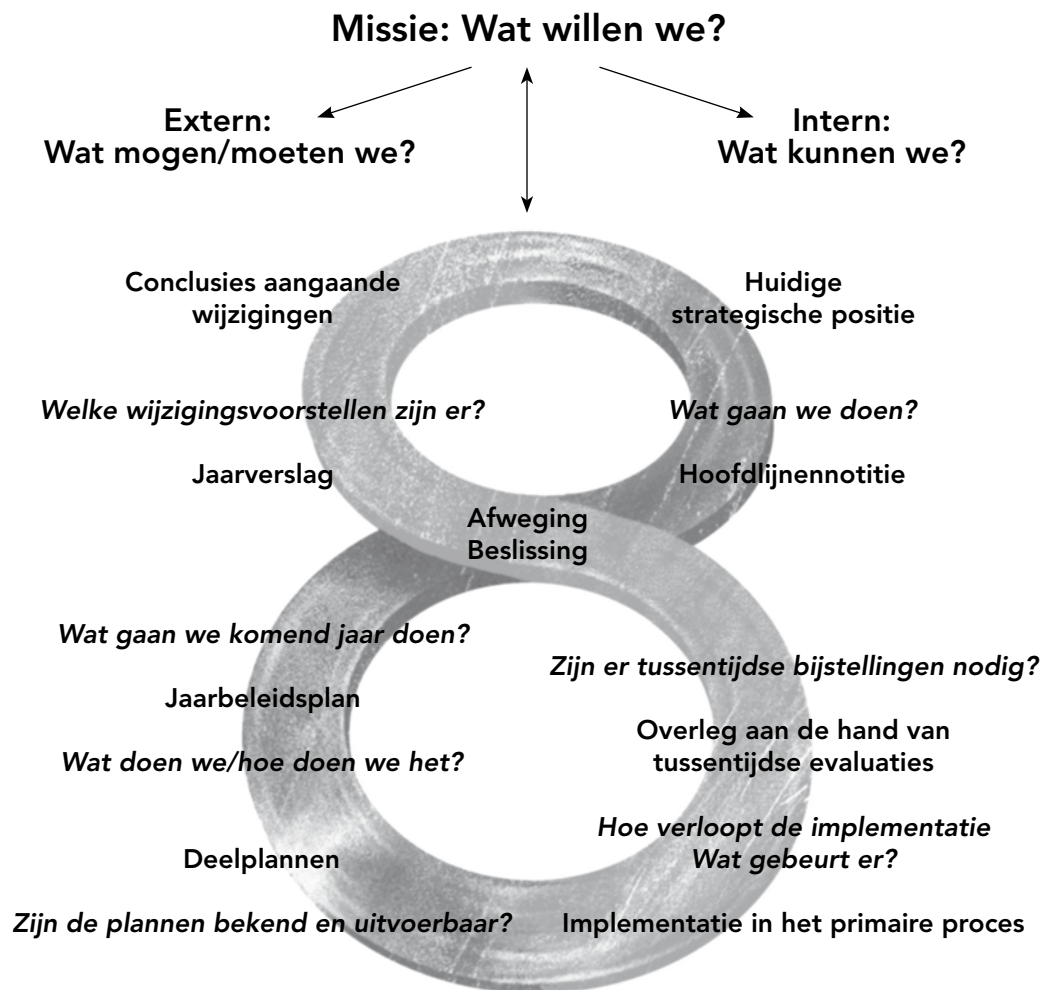 Missie: Wat willen we?
Extern:
Wat mogen/moeten we?
Intern:
Wat kunnen we?
Conclusies aangaande
wijzigingen
Huidige
strategische positie
Welke wijzigingsvoorstellen zijn er?
Wat gaan we doen?
Jaarverslag
Hoofdlijnennotitie
Afweging
Beslissing
Wat gaan we komend jaar doen?
Zijn er tussentijdse bijstellingen nodig?
Jaarbeleidsplan
Overleg aan de hand van
tussentijdse evaluaties
Wat doen we/hoe doen we het?
Hoe verloopt de implementatie
Wat gebeurt er?
Deelplannen
Zijn de plannen bekend en uitvoerbaar?
Implementatie in het primaire proces